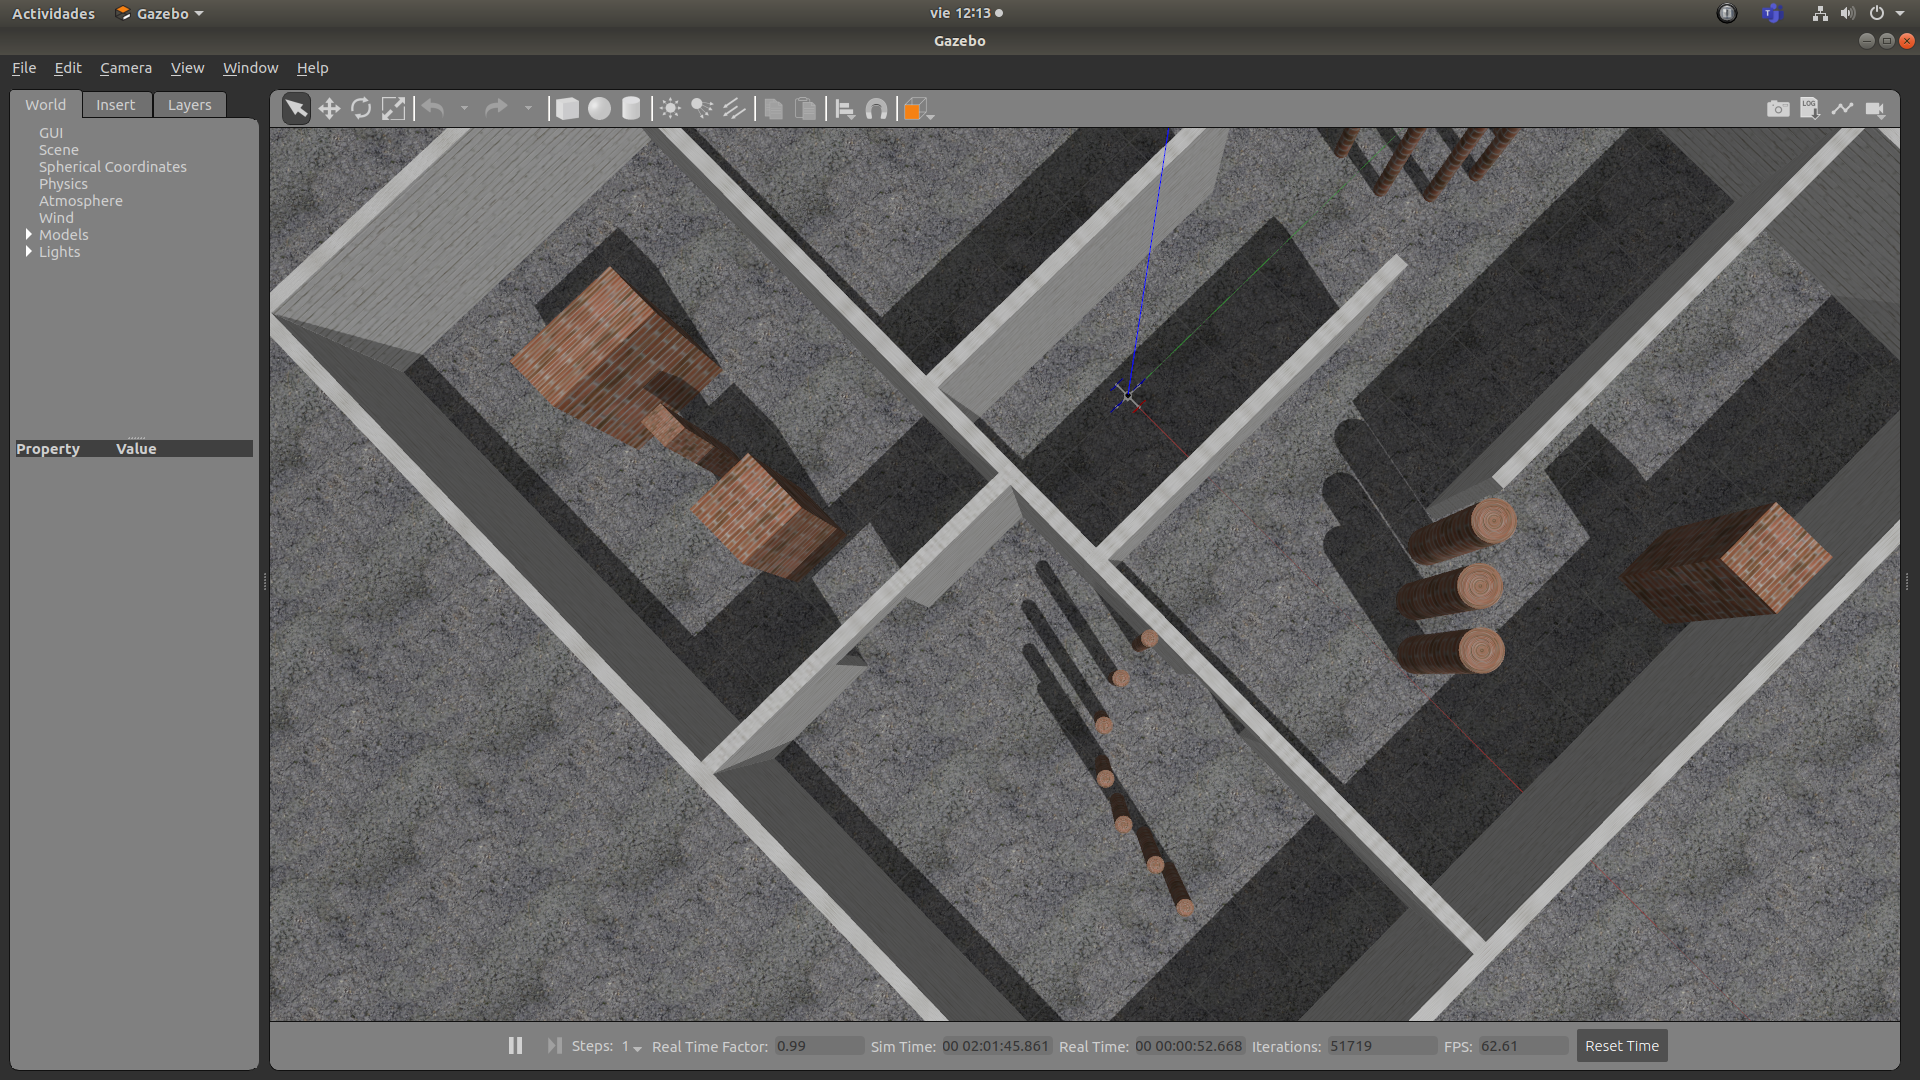 Actividades Gazebo vie 12:13
Gazebo
File Edit Camera View Window Help
World Insert Layers
LOG
GUI
Scene
Spherical Coordinates
Physics
Atmosphere
Wind
Models
Lights
Property Value
Steps: 1 Real Time Factor: 0.99 Sim Time: 00 02:01:45.861 Real Time: 00 00:00:52.668 Iterations: 51719 FPS: 62.61 Reset Time